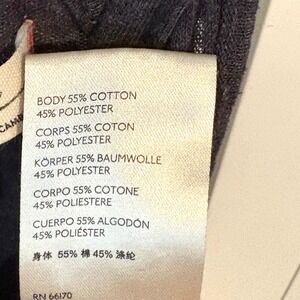 CAMB
BODY 55% COTTON
45% POLYESTER
CORPS 55% COTON
45% POLYESTER
KÖRPER 55% BAUMWOLLE
45% POLYESTER
CORPO 55% COTONE
45% POLIESTERE
CUERPO 55% ALGODÓN
45% POLIÉSTER
身体 55% 棉 45% 涤纶
RN 66170